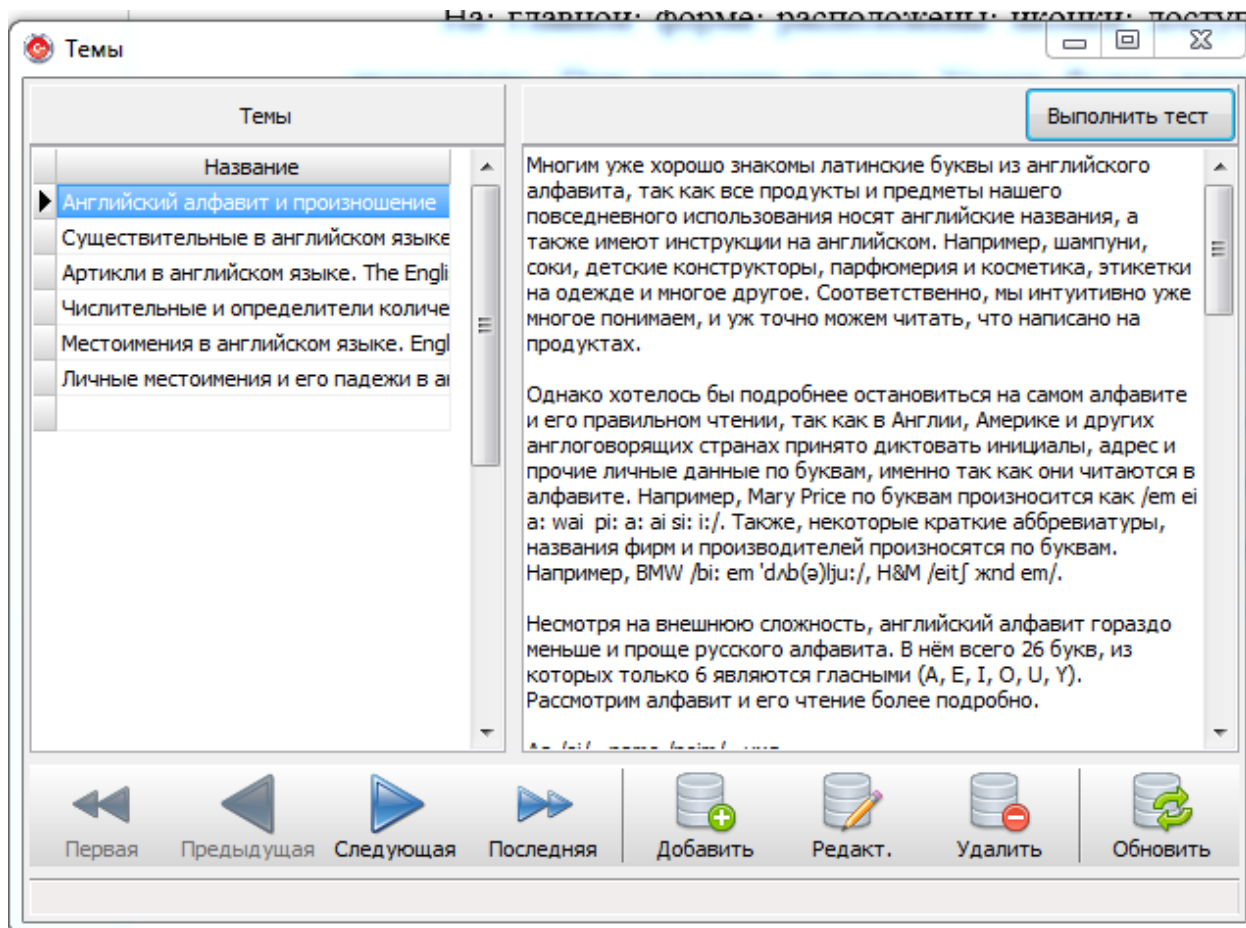 На: главной: форме: расположены: иконки:
Темы
Темы
Выполнить тест
Название
Английский алфавит и произношение
Существительные в английском языке
Артикли в английском языке. The Engli
Числительные и определители количе
Местоимения в английском языке. Engl
Личные местоимения и его падежи в а
Многим уже хорошо знакомы латинские буквы из английского
алфавита, так как все продукты и предметы нашего
повседневного использования носят английские названия, а
также имеют инструкции на английском. Например, шампуни,
соки, детские конструкторы, парфюмерия и косметика, этикетки
на одежде и многое другое. Соответственно, мы интуитивно уже
многое понимаем, и уж точно можем читать, что написано на
продуктах.
Однако хотелось бы подробнее остановиться на самом алфавите
и его правильном чтении, так как в Англии, Америке и других
англоговорящих странах принято диктовать инициалы, адрес и
прочие личные данные по буквам, именно так как они читаются в
алфавите. Например, Mary Price по буквам произносится как /em ei
a: wai pi: a: ai si: i:/. Также, некоторые краткие аббревиатуры,
названия фирм и производителей произносятся по буквам.
Например, BMW /bi: em 'dʌb(ə)lju:/, H&M /eitʃ жnd em/.
Несмотря на внешнюю сложность, английский алфавит гораздо
меньше и проще русского алфавита. В нём всего 26 букв, из
которых только 6 являются гласными (A, E, I, O, U, Y).
Рассмотрим алфавит и его чтение более подробно.
Первая
Предыдущая
Следующая
Последняя
Добавить
Редакт.
Удалить
Обновить